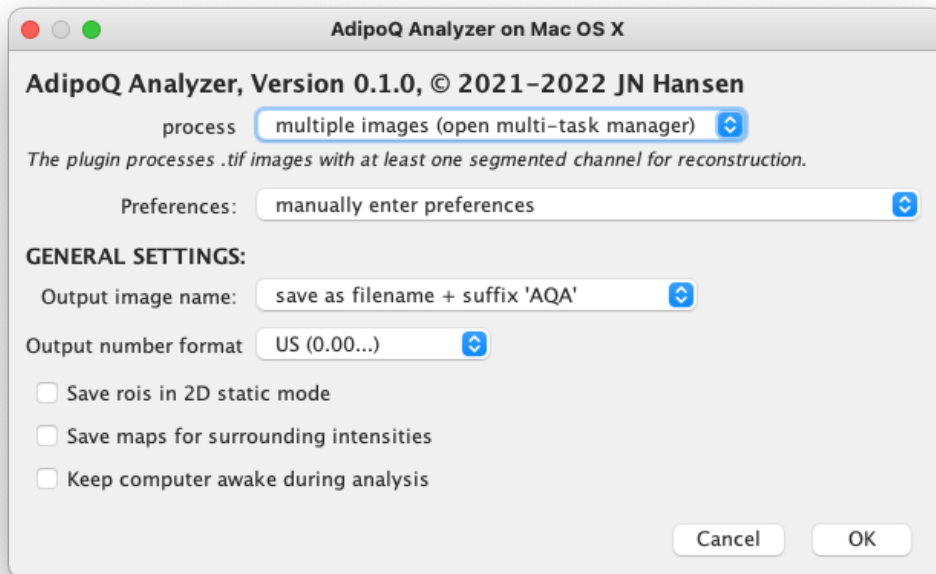 AdipoQ Analyzer on Mac OS X
AdipoQ Analyzer, Version 0.1.0, © 2021-2022 JN Hansen
process multiple images (open multi-task manager)
The plugin processes .tif images with at least one segmented channel for reconstruction.
Preferences: manually enter preferences
GENERAL SETTINGS:
Output image name: save as filename + suffix 'AQA'
Output number format US (0.00...)
Save rois in 2D static mode
Save maps for surrounding intensities
Keep computer awake during analysis
Cancel OK